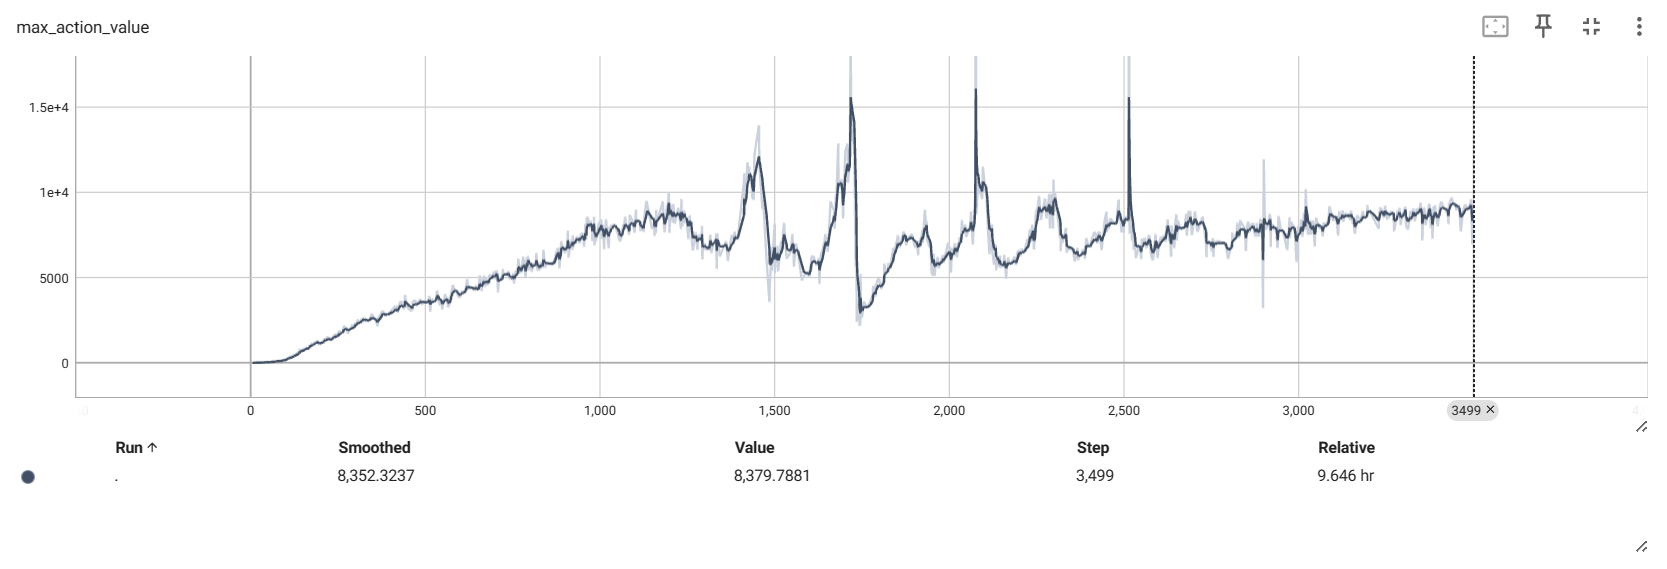 max_action_value
1.5e+4
1e+4
5000
0
0 500 1,000 1,500 2,000 2,500 3,000 3499 ×
Run ↑ Smoothed Value Step Relative
. 8,352.3237 8,379.7881 3,499 9.646 hr